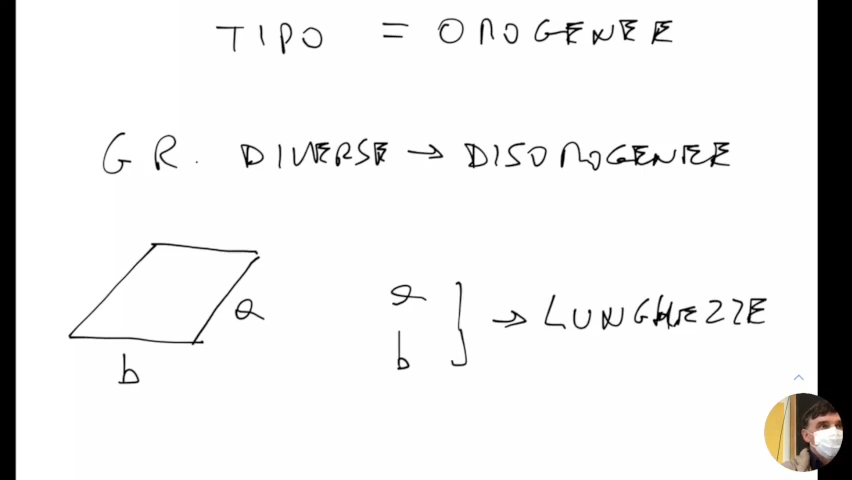 TIPO = OMOGENEE
GR. DIVERSE → DISOMOGENEE
a
b
a
b
} → LUNGHEZZE